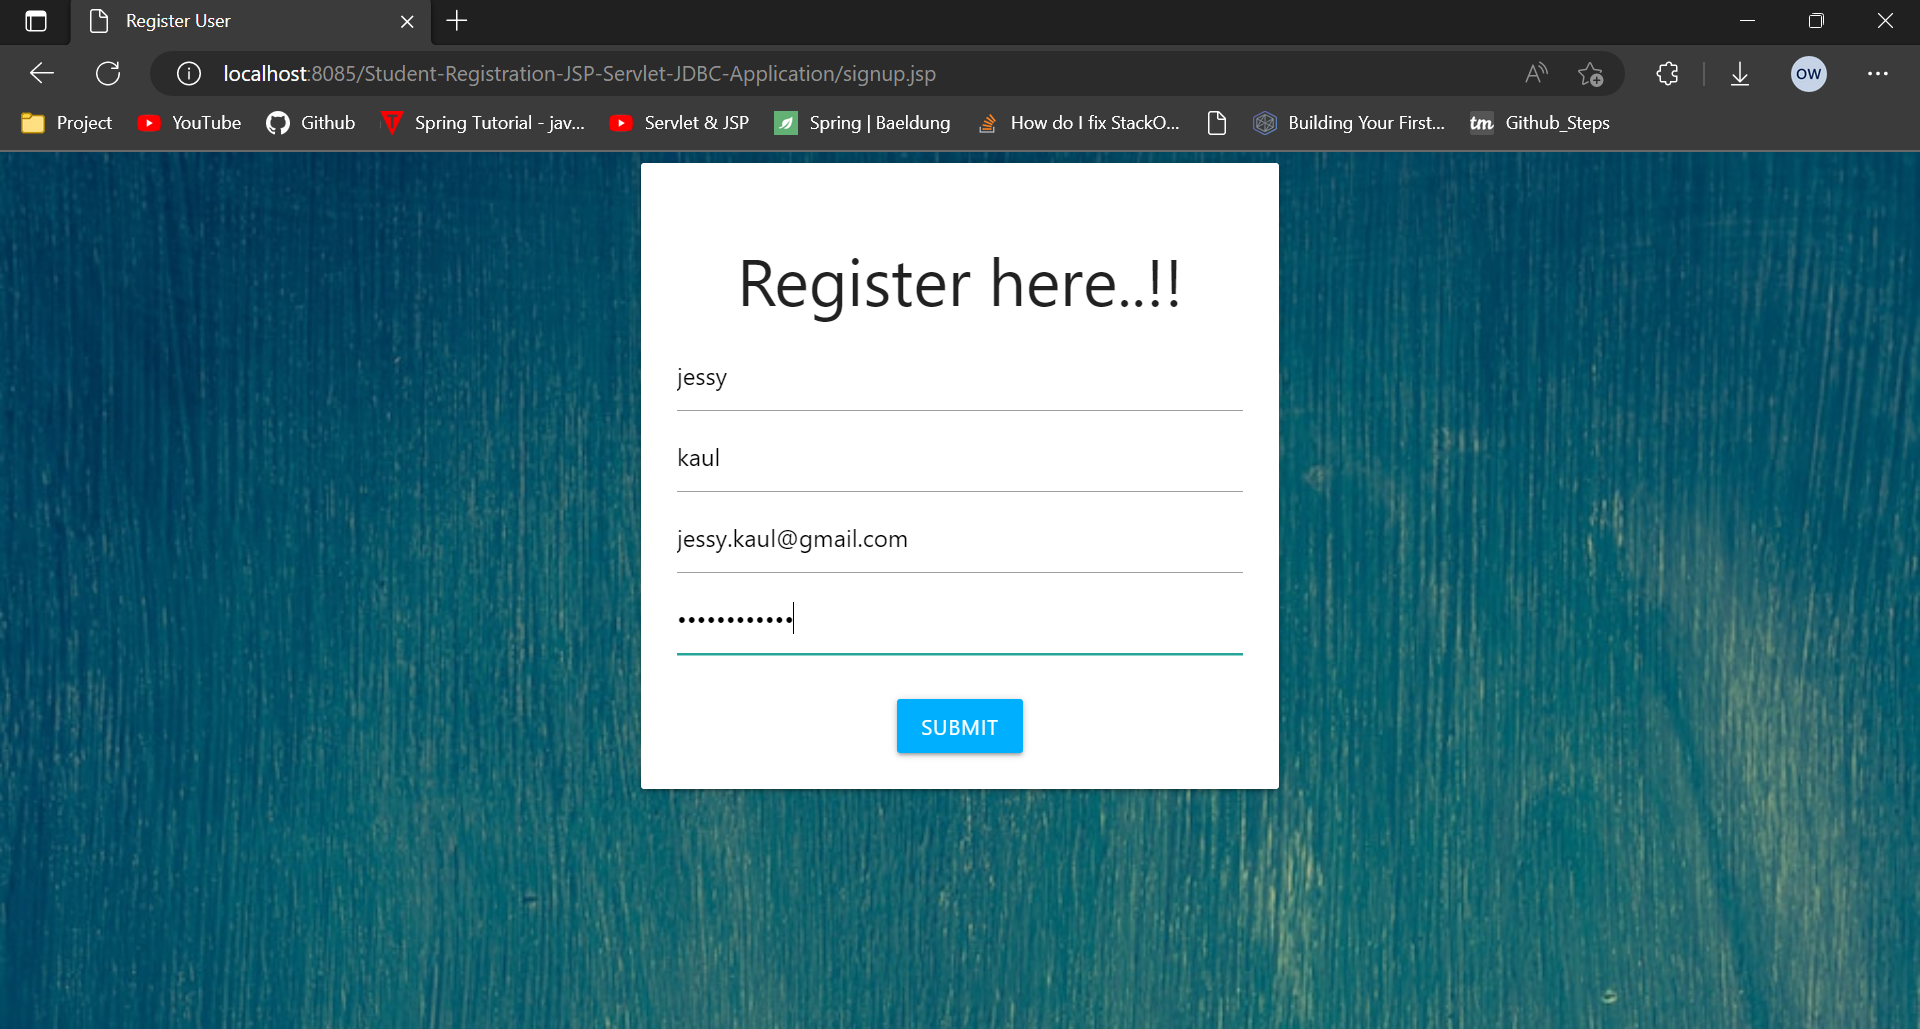 Register User
localhost:8085/Student-Registration-JSP-Servlet-JDBC-Application/signup.jsp
A
OW
Project YouTube Github Spring Tutorial - jav... Servlet & JSP Spring | Baeldung How do I fix StackO... Building Your First... tm Github_Steps
Register here..!!
jessy
kaul
jessy.kaul@gmail.com
••••••••••••
SUBMIT